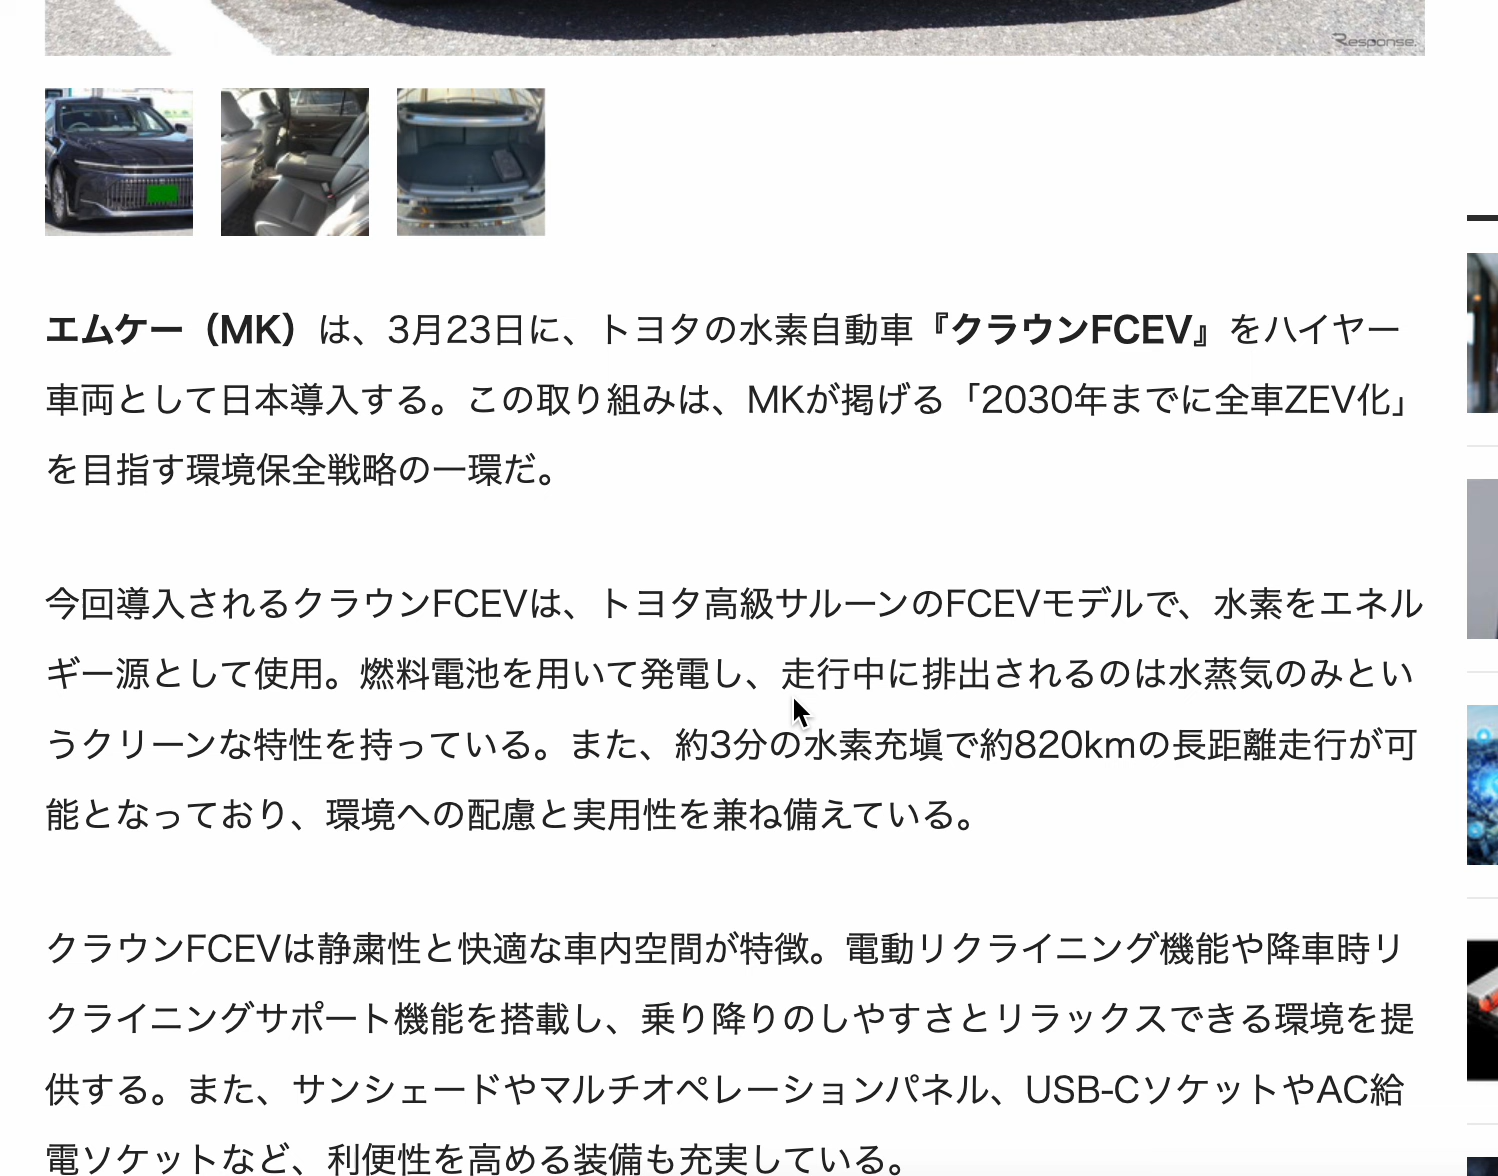 Response.
エムケー（MK）は、3月23日に、トヨタの水素自動車『クラウンFCEV』をハイヤー
車両として日本導入する。この取り組みは、MKが掲げる「2030年までに全車ZEV化」
を目指す環境保全戦略の一環だ。
今回導入されるクラウンFCEVは、トヨタ高級サルーンのFCEVモデルで、水素をエネル
ギー源として使用。燃料電池を用いて発電し、走行中に排出されるのは水蒸気のみとい
うクリーンな特性を持っている。また、約3分の水素充塡で約820kmの長距離走行が可
能となっており、環境への配慮と実用性を兼ね備えている。
クラウンFCEVは静粛性と快適な車内空間が特徴。電動リクライニング機能や降車時リ
クライニングサポート機能を搭載し、乗り降りのしやすさとリラックスできる環境を提
供する。また、サンシェードやマルチオペレーションパネル、USB-CソケットやAC給
電ソケットなど、利便性を高める装備も充実している。